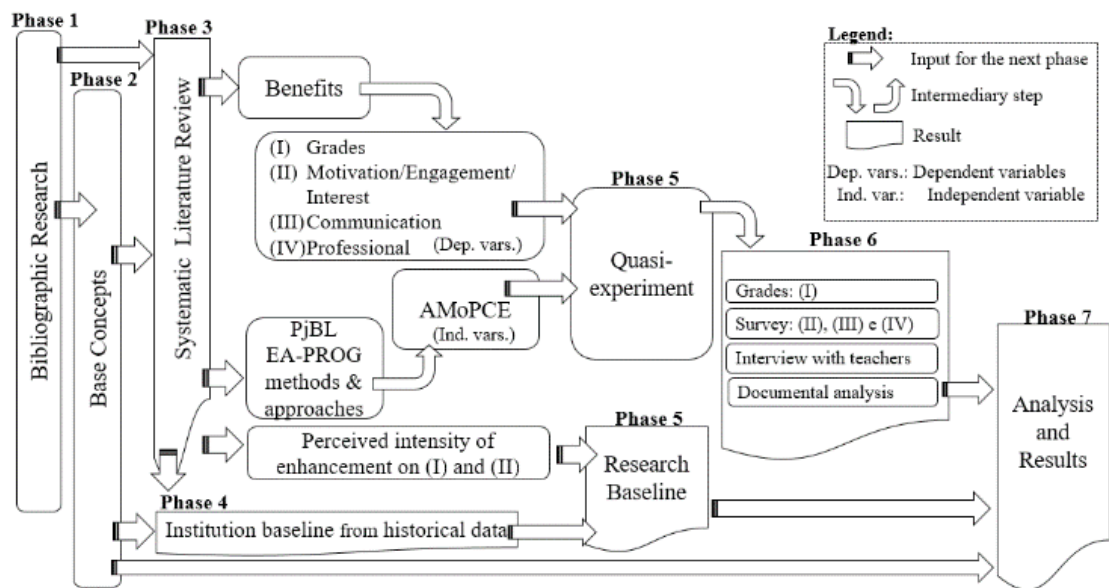 Phase 1
Bibliographic Research
Phase 2
Base Concepts
Phase 3
Systematic Literature Review
Benefits
(I) Grades
(II) Motivation/Engagement/
Interest
(III) Communication
(IV) Professional (Dep. vars.)
PjBL
EA-PROG
methods &
approaches
AMoPCE
(Ind. vars.)
Perceived intensity of
enhancement on (I) and (II)
Phase 4
Institution baseline from historical data
Phase 5
Quasi-
experiment
Phase 5
Research
Baseline
Legend:
Input for the next phase
Intermediary step
Result
Dep. vars.: Dependent variables
Ind. var.: Independent variable
Phase 6
Grades: (I)
Survey: (II), (III) e (IV)
Interview with teachers
Documental analysis
Phase 7
Analysis
and
Results